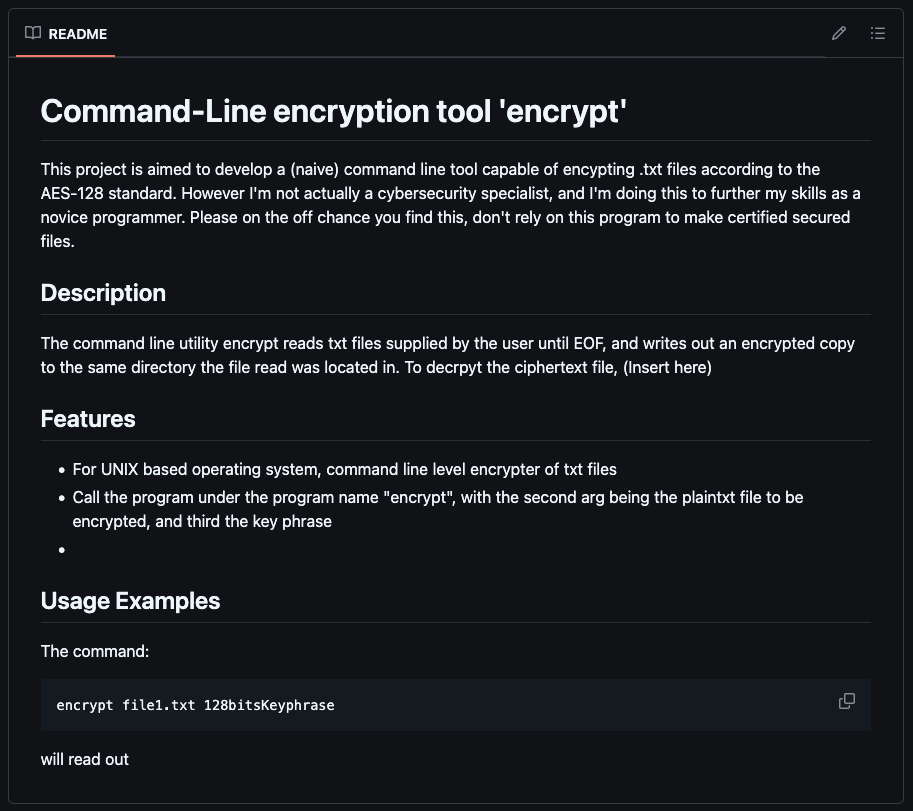 README
Command-Line encryption tool 'encrypt'
This project is aimed to develop a (naive) command line tool capable of encypting .txt files according to the
AES-128 standard. However I'm not actually a cybersecurity specialist, and I'm doing this to further my skills as a
novice programmer. Please on the off chance you find this, don't rely on this program to make certified secured
files.
Description
The command line utility encrypt reads txt files supplied by the user until EOF, and writes out an encrypted copy
to the same directory the file read was located in. To decrpyt the ciphertext file, (Insert here)
Features
• For UNIX based operating system, command line level encrypter of txt files
• Call the program under the program name "encrypt", with the second arg being the plaintxt file to be
encrypted, and third the key phrase
•
Usage Examples
The command:
encrypt file1.txt 128bitsKeyphrase
will read out